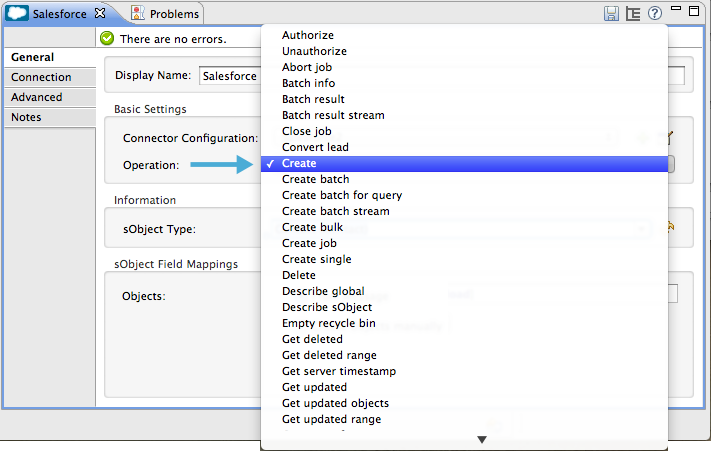 Salesforce
Problems
General
Connection
Advanced
Notes
There are no errors.
Display Name: Salesforce
Basic Settings
Connector Configuration:
Operation:
Information
sObject Type:
sObject Field Mappings
Objects:
Authorize
Unauthorize
Abort job
Batch info
Batch result
Batch result stream
Close job
Convert lead
✓ Create
Create batch
Create batch for query
Create batch stream
Create bulk
Create job
Create single
Delete
Describe global
Describe sObject
Empty recycle bin
Get deleted
Get deleted range
Get server timestamp
Get updated
Get updated objects
Get updated range